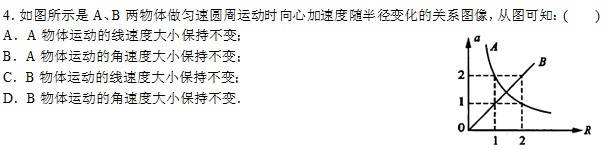 4.如图所示是 A、B 两物体做匀速圆周运动时向心加速度随半径变化的关系图像,从图可知:(　　)
A．A 物体运动的线速度大小保持不变;
B．A 物体运动的角速度大小保持不变;
C．B 物体运动的线速度大小保持不变;
D．B 物体运动的角速度大小保持不变.
a
A
B
2
1
0
1
2
R